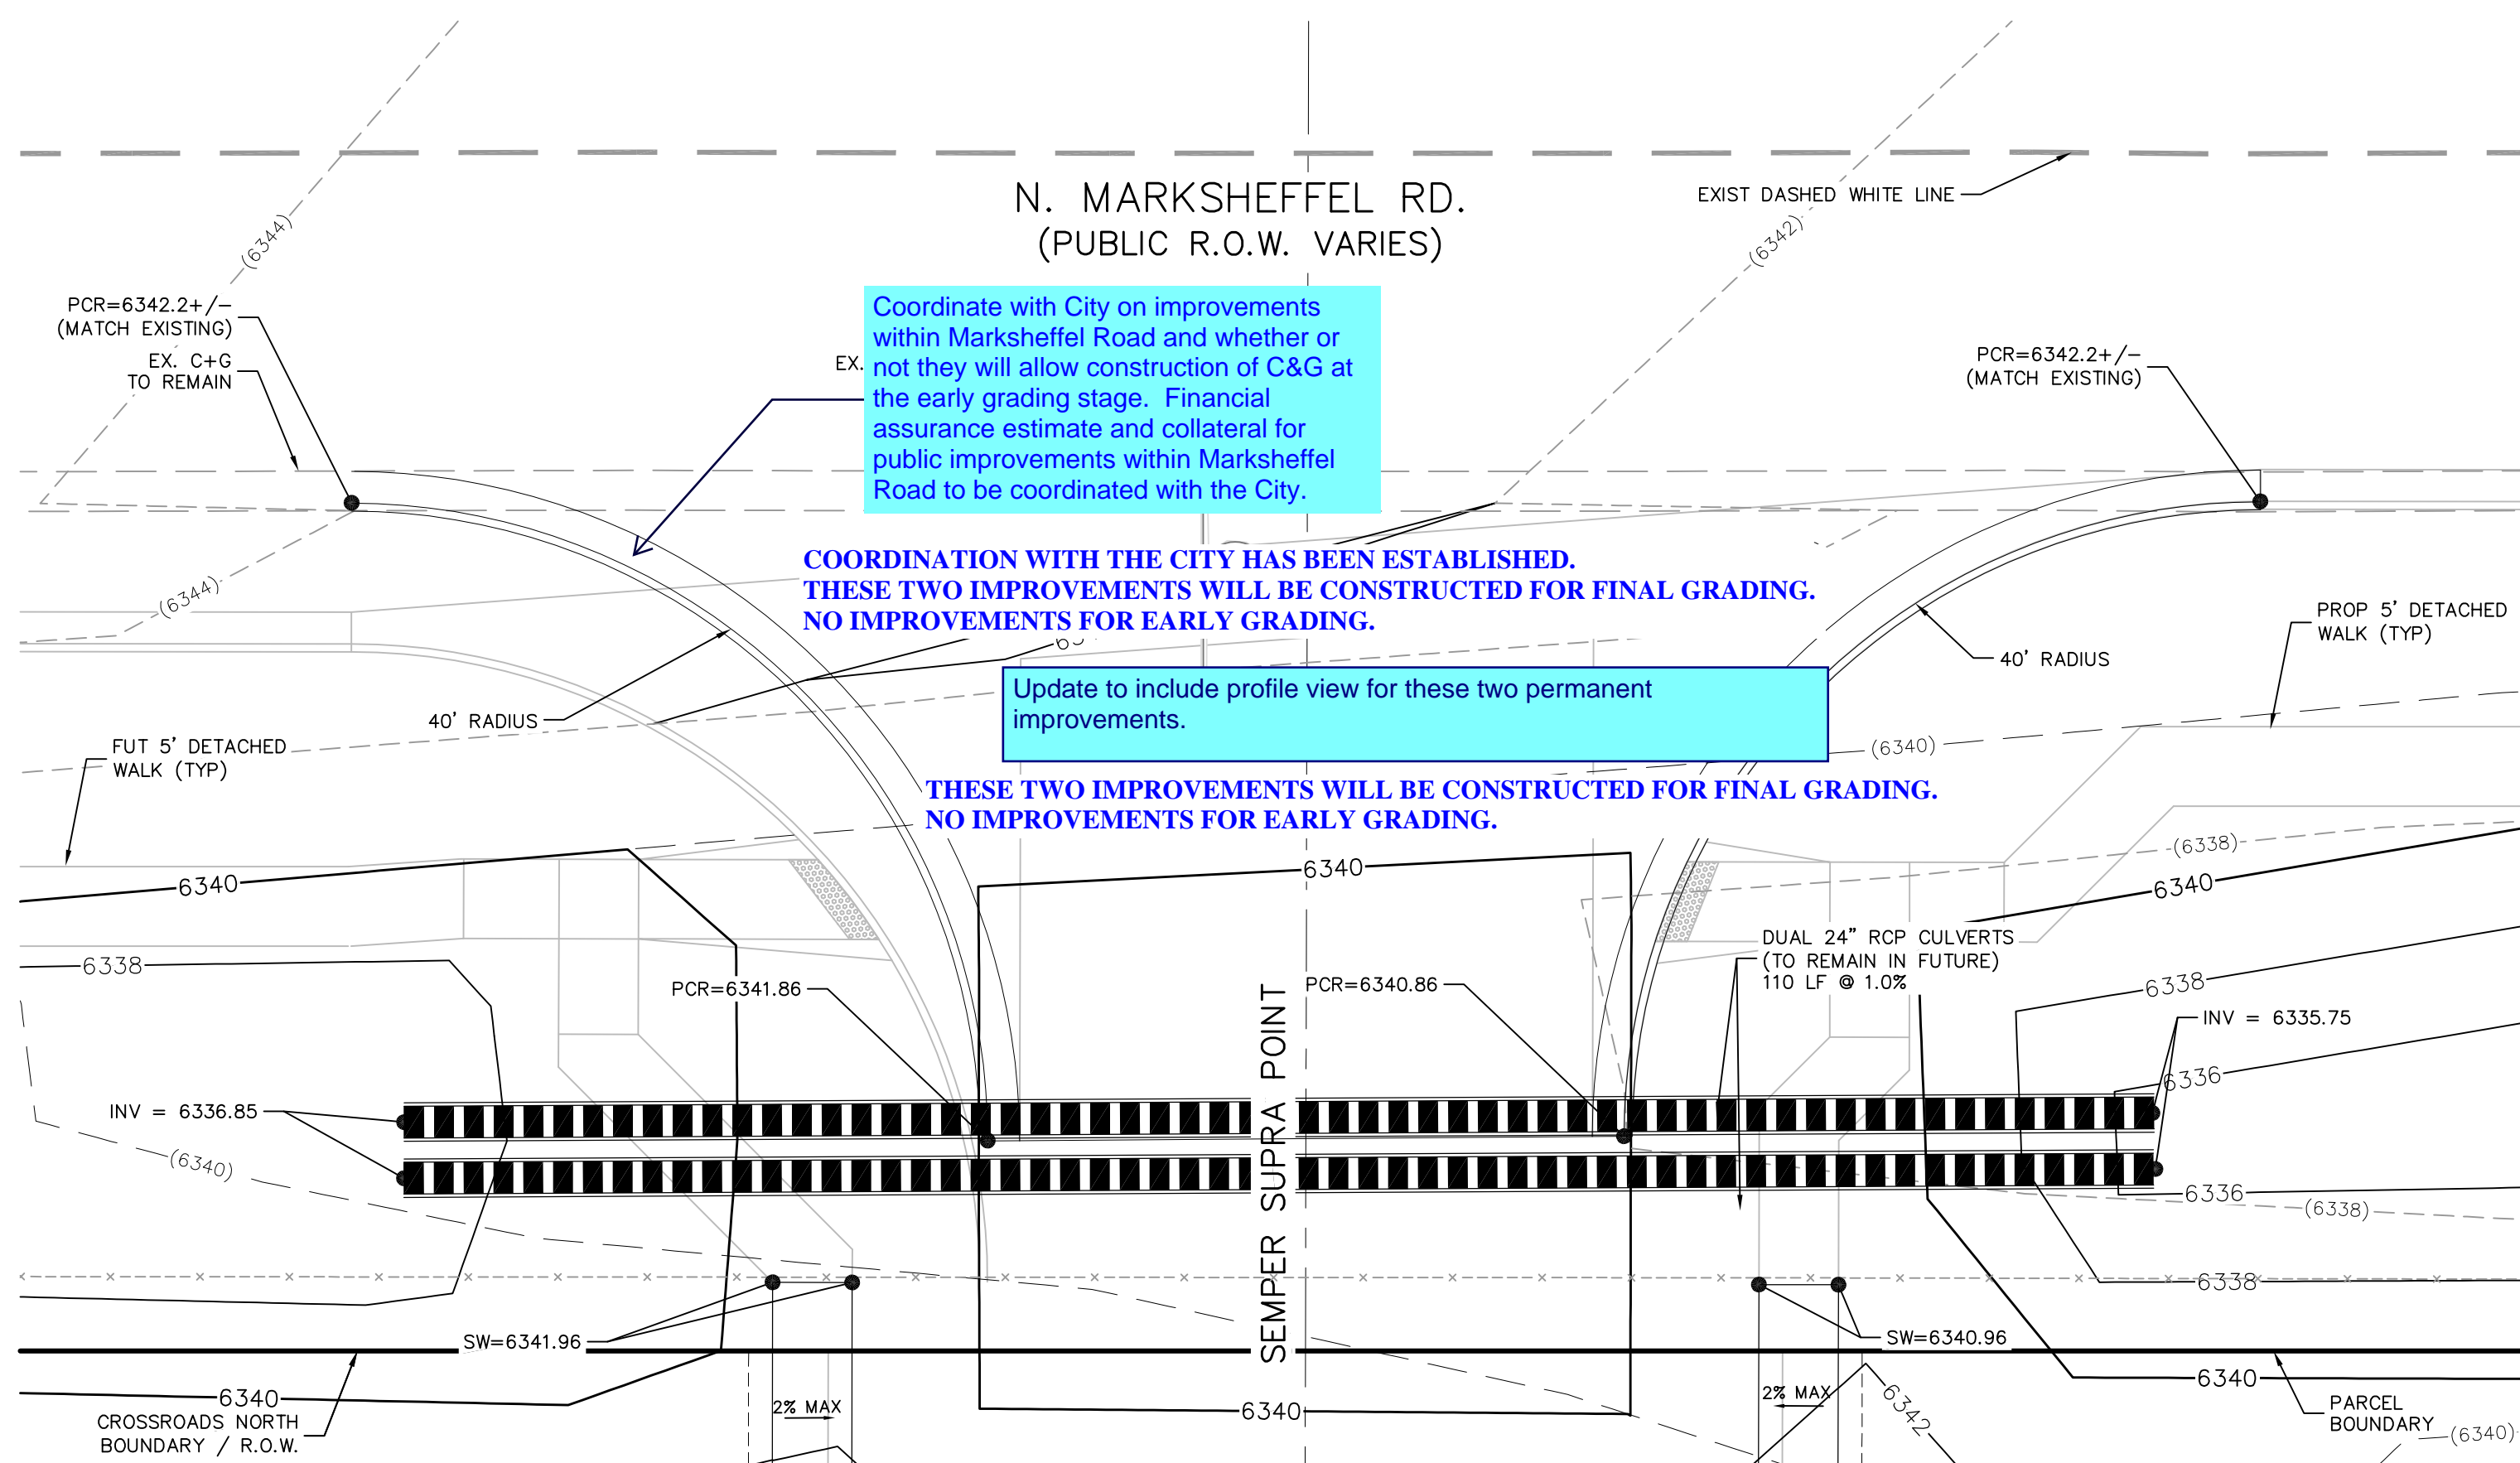 N. MARKSHEFFEL RD.
(PUBLIC R.O.W. VARIES)
EXIST DASHED WHITE LINE
(6344)
(6342)
PCR=6342.2+/-
(MATCH EXISTING)
EX. C+G
TO REMAIN
EX.
Coordinate with City on improvements
within Marksheffel Road and whether or
not they will allow construction of C&G at
the early grading stage. Financial
assurance estimate and collateral for
public improvements within Marksheffel
Road to be coordinated with the City.
PCR=6342.2+/-
(MATCH EXISTING)
COORDINATION WITH THE CITY HAS BEEN ESTABLISHED.
THESE TWO IMPROVEMENTS WILL BE CONSTRUCTED FOR FINAL GRADING.
NO IMPROVEMENTS FOR EARLY GRADING.
(6344)
PROP 5' DETACHED
WALK (TYP)
40' RADIUS
Update to include profile view for these two permanent
improvements.
40' RADIUS
FUT 5' DETACHED
WALK (TYP)
(6340)
THESE TWO IMPROVEMENTS WILL BE CONSTRUCTED FOR FINAL GRADING.
NO IMPROVEMENTS FOR EARLY GRADING.
(6338)
6340
6340
6340
DUAL 24" RCP CULVERTS
(TO REMAIN IN FUTURE)
110 LF @ 1.0%
6338
PCR=6341.86
PCR=6340.86
6338
INV = 6335.75
SEMPER SUPRA POINT
6336
INV = 6336.85
(6340)
6336
(6338)
6338
SW=6341.96
SW=6340.96
6340
6340
6340
2% MAX
2% MAX
6342
CROSSROADS NORTH
BOUNDARY / R.O.W.
PARCEL
BOUNDARY
(6340)